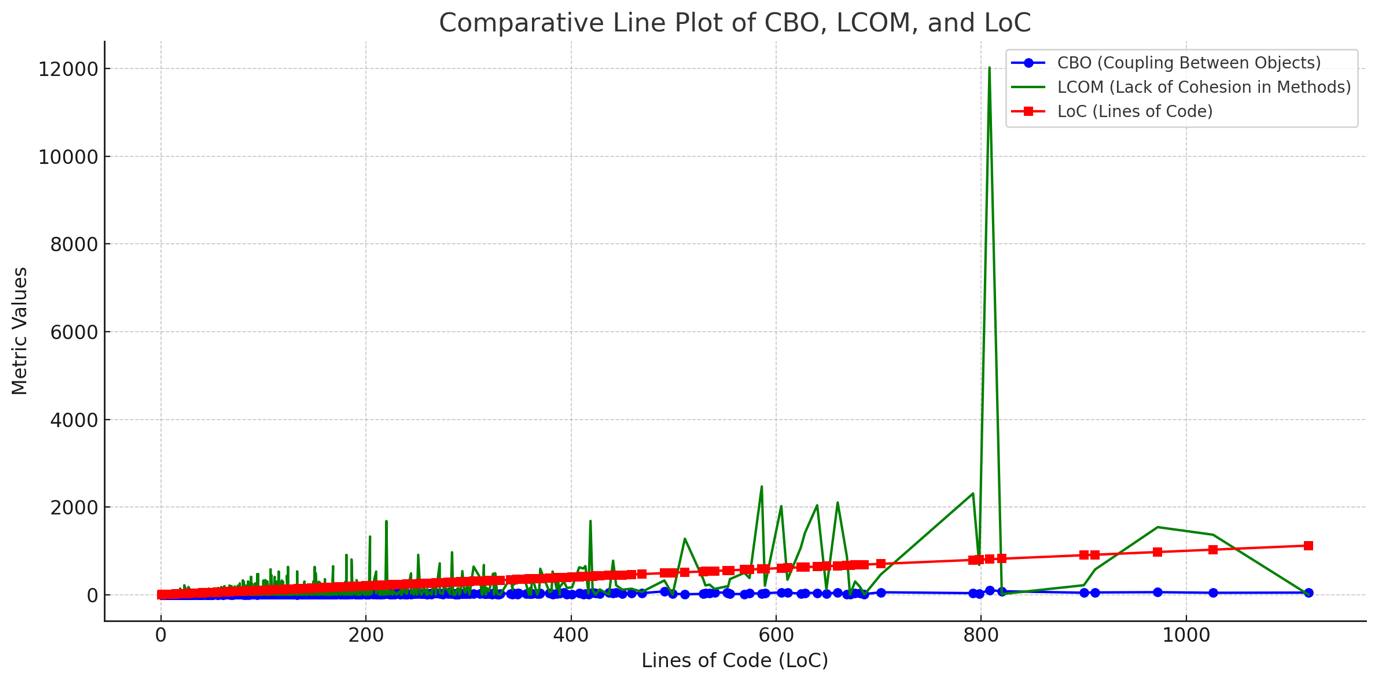 Comparative Line Plot of CBO, LCOM, and LoC
CBO (Coupling Between Objects)
LCOM (Lack of Cohesion in Methods)
LoC (Lines of Code)
Metric Values
12000
10000
8000
6000
4000
2000
0
0 200 400 600 800 1000
Lines of Code (LoC)